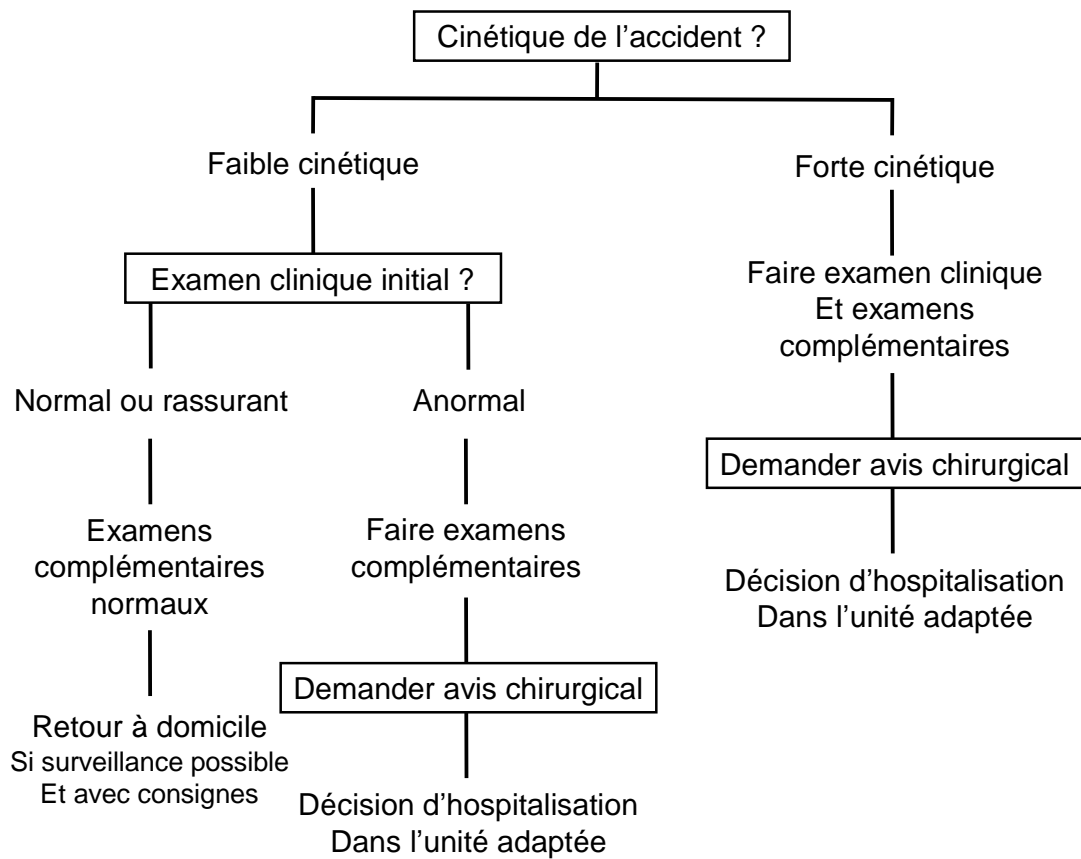 Cinétique de l’accident ?
Faible cinétique
Forte cinétique
Examen clinique initial ?
Faire examen clinique
Et examens
complémentaires
Normal ou rassurant
Anormal
Demander avis chirurgical
Examens
complémentaires
normaux
Faire examens
complémentaires
Décision d’hospitalisation
Dans l’unité adaptée
Demander avis chirurgical
Retour à domicile
Si surveillance possible
Et avec consignes
Décision d’hospitalisation
Dans l’unité adaptée